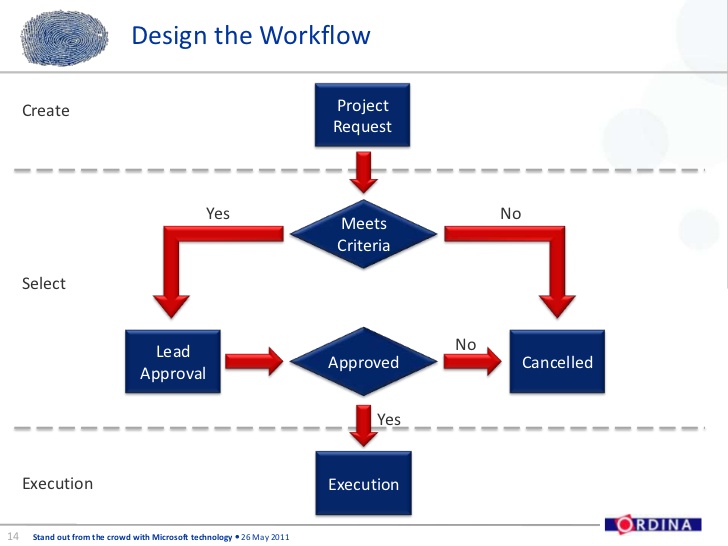 Design the Workflow
Create
Project
Request
Yes
No
Meets
Criteria
Select
Lead
Approval
Approved
No
Cancelled
Yes
Execution
Execution
14 Stand out from the crowd with Microsoft technology • 26 May 2011
ORDINA